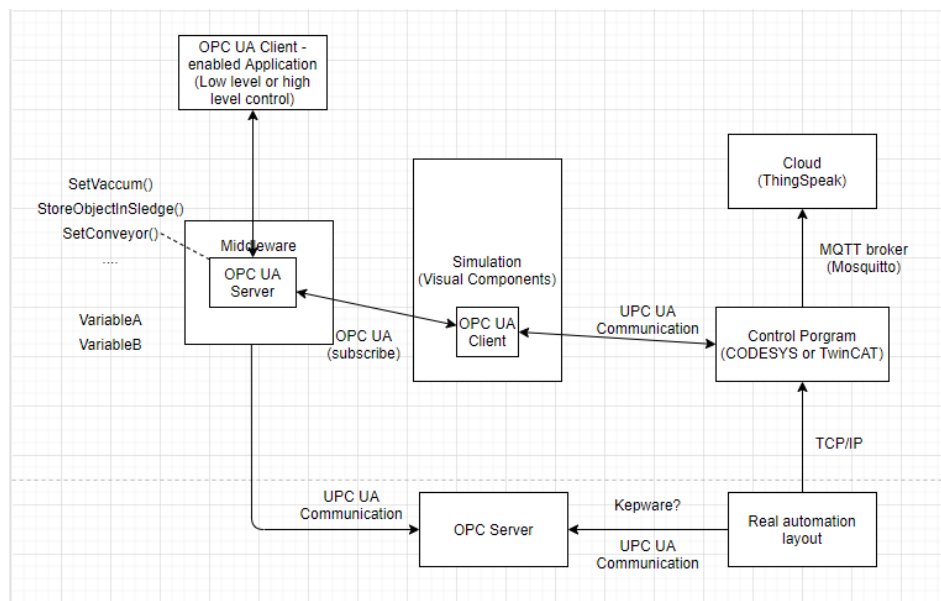 OPC UA Client -
enabled Application
(Low level or high
level control)
SetVaccum()
StoreObjectInSledge()
SetConveyor()
....
VariableA
VariableB
Middleware
OPC UA
Server
OPC UA
(subscribe)
Simulation
(Visual Components)
OPC UA
Client
UPC UA
Communication
Cloud
(ThingSpeak)
MQTT broker
(Mosquitto)
Control Porgram
(CODESYS or TwinCAT)
TCP/IP
UPC UA
Communication
OPC Server
Kepware?
UPC UA
Communication
Real automation
layout